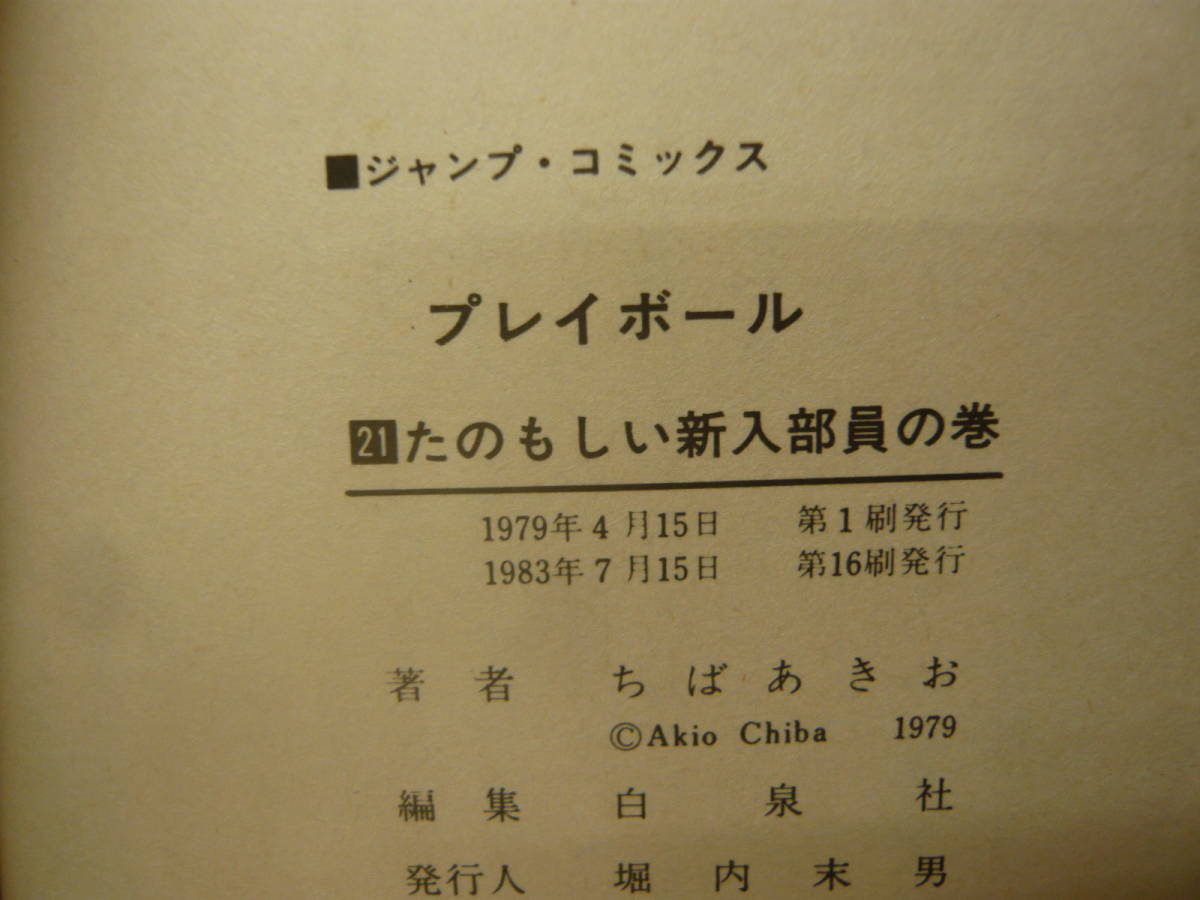 ■ジャンプ・コミックス
プレイボール
21たのもしい新入部員の巻
1979年4月15日 第1刷発行
1983年7月15日 第16刷発行
著者 ちばあきお
©Akio Chiba 1979
編集 白泉社
発行人 堀内末男